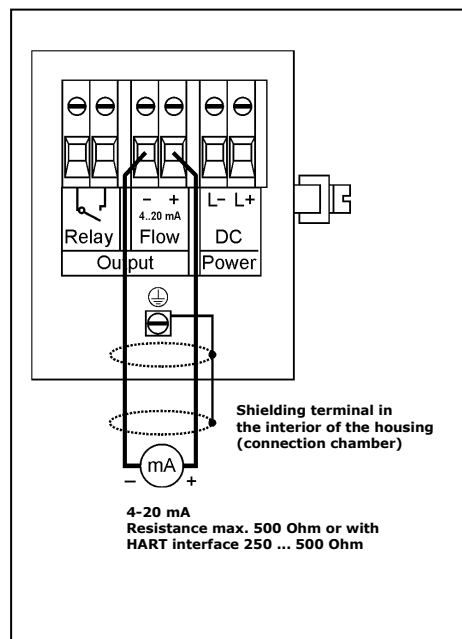 − + L− L+
4..20 mA
Relay Flow DC
Output Power
mA
− +
Shielding terminal in
the interior of the housing
(connection chamber)
4-20 mA
Resistance max. 500 Ohm or with
HART interface 250 ... 500 Ohm